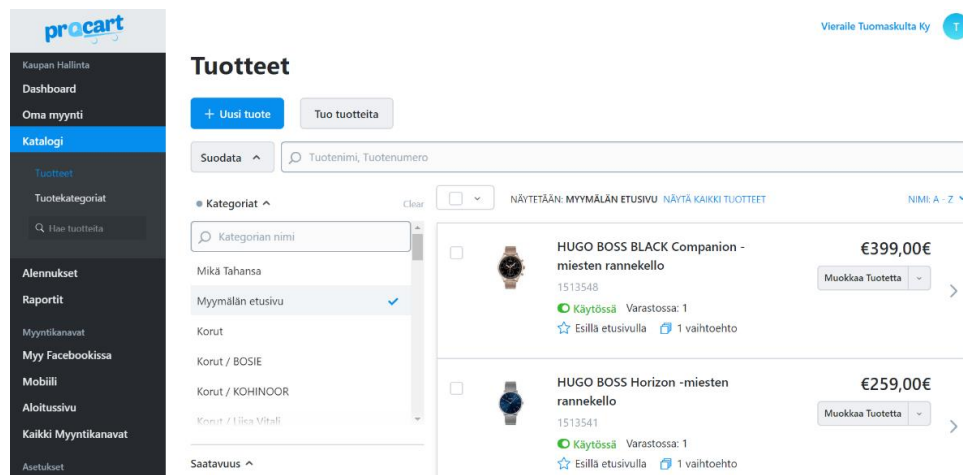 procart
Vieraile Tuomaskulta Ky
T
Kaupan Hallinta
Dashboard
Oma myynti
Katalogi
Tuotteet
Tuotekategoriat
Hae tuotteita
Alennukset
Raportit
Myyntikanavat
Myy Facebookissa
Mobiili
Aloitussivu
Kaikki Myyntikanavat
Asetukset
Tuotteet
+ Uusi tuote
Tuo tuotteita
Suodata
Tuotenimi, Tuotenumero
Kategoriat
Clear
Kategorian nimi
Mikä Tahansa
Myymälän etusivu
Korut
Korut / BOSIE
Korut / KOHINOOR
Korut / Liisa Vitali
Saatavuus
NÄYTETÄÄN: MYYMÄLÄN ETUSIVU NÄYTÄ KAIKKI TUOTTEET
NIMI: A - Z
HUGO BOSS BLACK Companion -
miesten rannekello
1513548
Käytössä Varastossa: 1
Esillä etusivulla 1 vaihtoehto
€399,00€
Muokkaa Tuotetta
HUGO BOSS Horizon -miesten
rannekello
1513541
Käytössä Varastossa: 1
Esillä etusivulla 1 vaihtoehto
€259,00€
Muokkaa Tuotetta